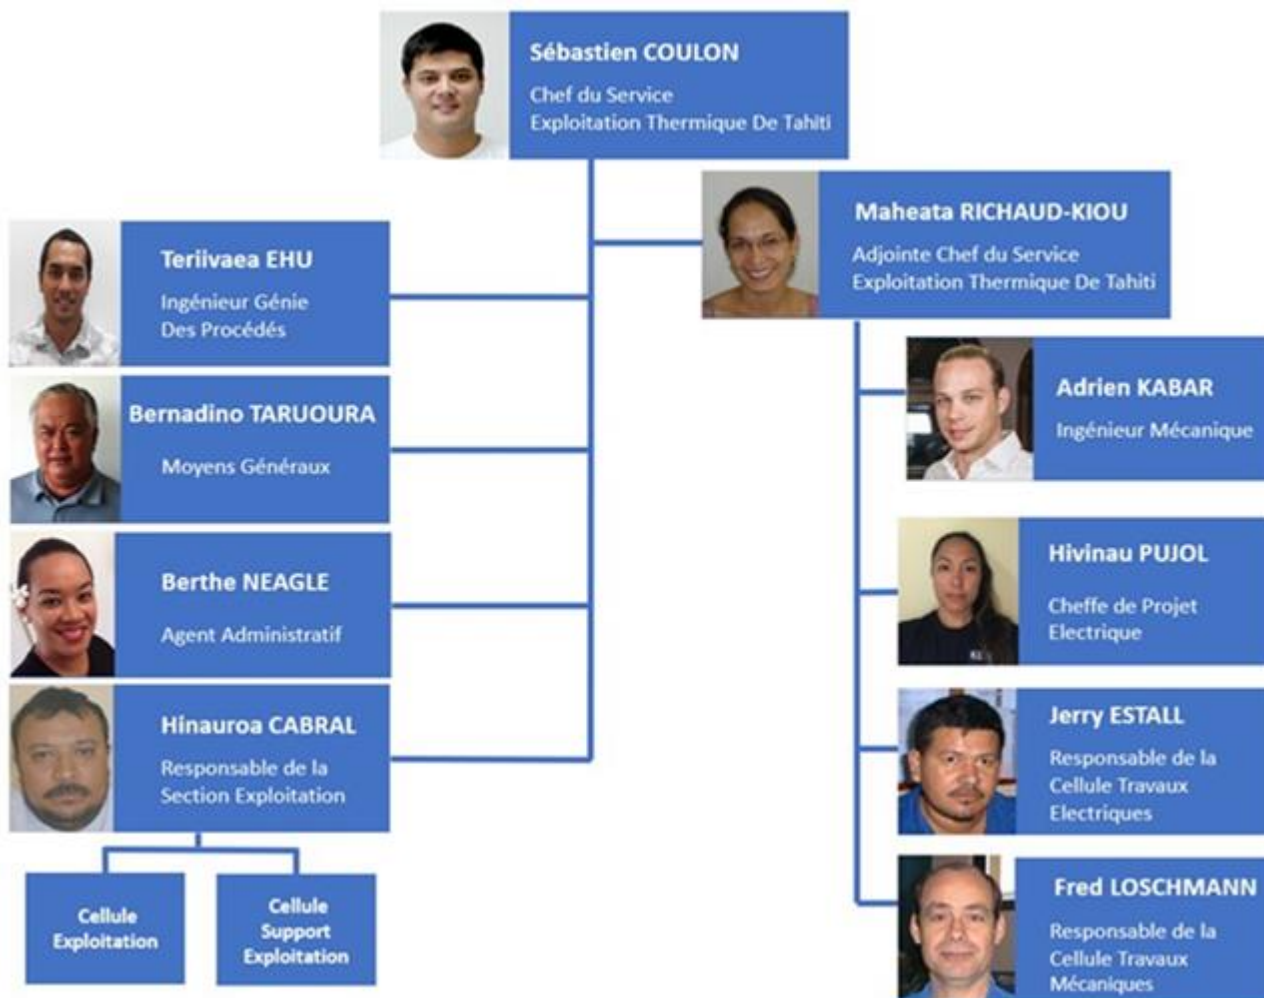 Sébastien COULON
Chef du Service
Exploitation Thermique De Tahiti
Maheata RICHAUD-KIOU
Adjointe Chef du Service
Exploitation Thermique De Tahiti
Teriivaea EHU
Ingénieur Génie
Des Procédés
Bernadino TARUOURA
Moyens Généraux
Berthe NEAGLE
Agent Administratif
Hinauroa CABRAL
Responsable de la
Section Exploitation
Cellule
Exploitation
Cellule
Support
Exploitation
Adrien KABAR
Ingénieur Mécanique
Hivinau PUJOL
Cheffe de Projet
Electrique
Jerry ESTALL
Responsable de la
Cellule Travaux
Electriques
Fred LOSCHMANN
Responsable de la
Cellule Travaux
Mécaniques